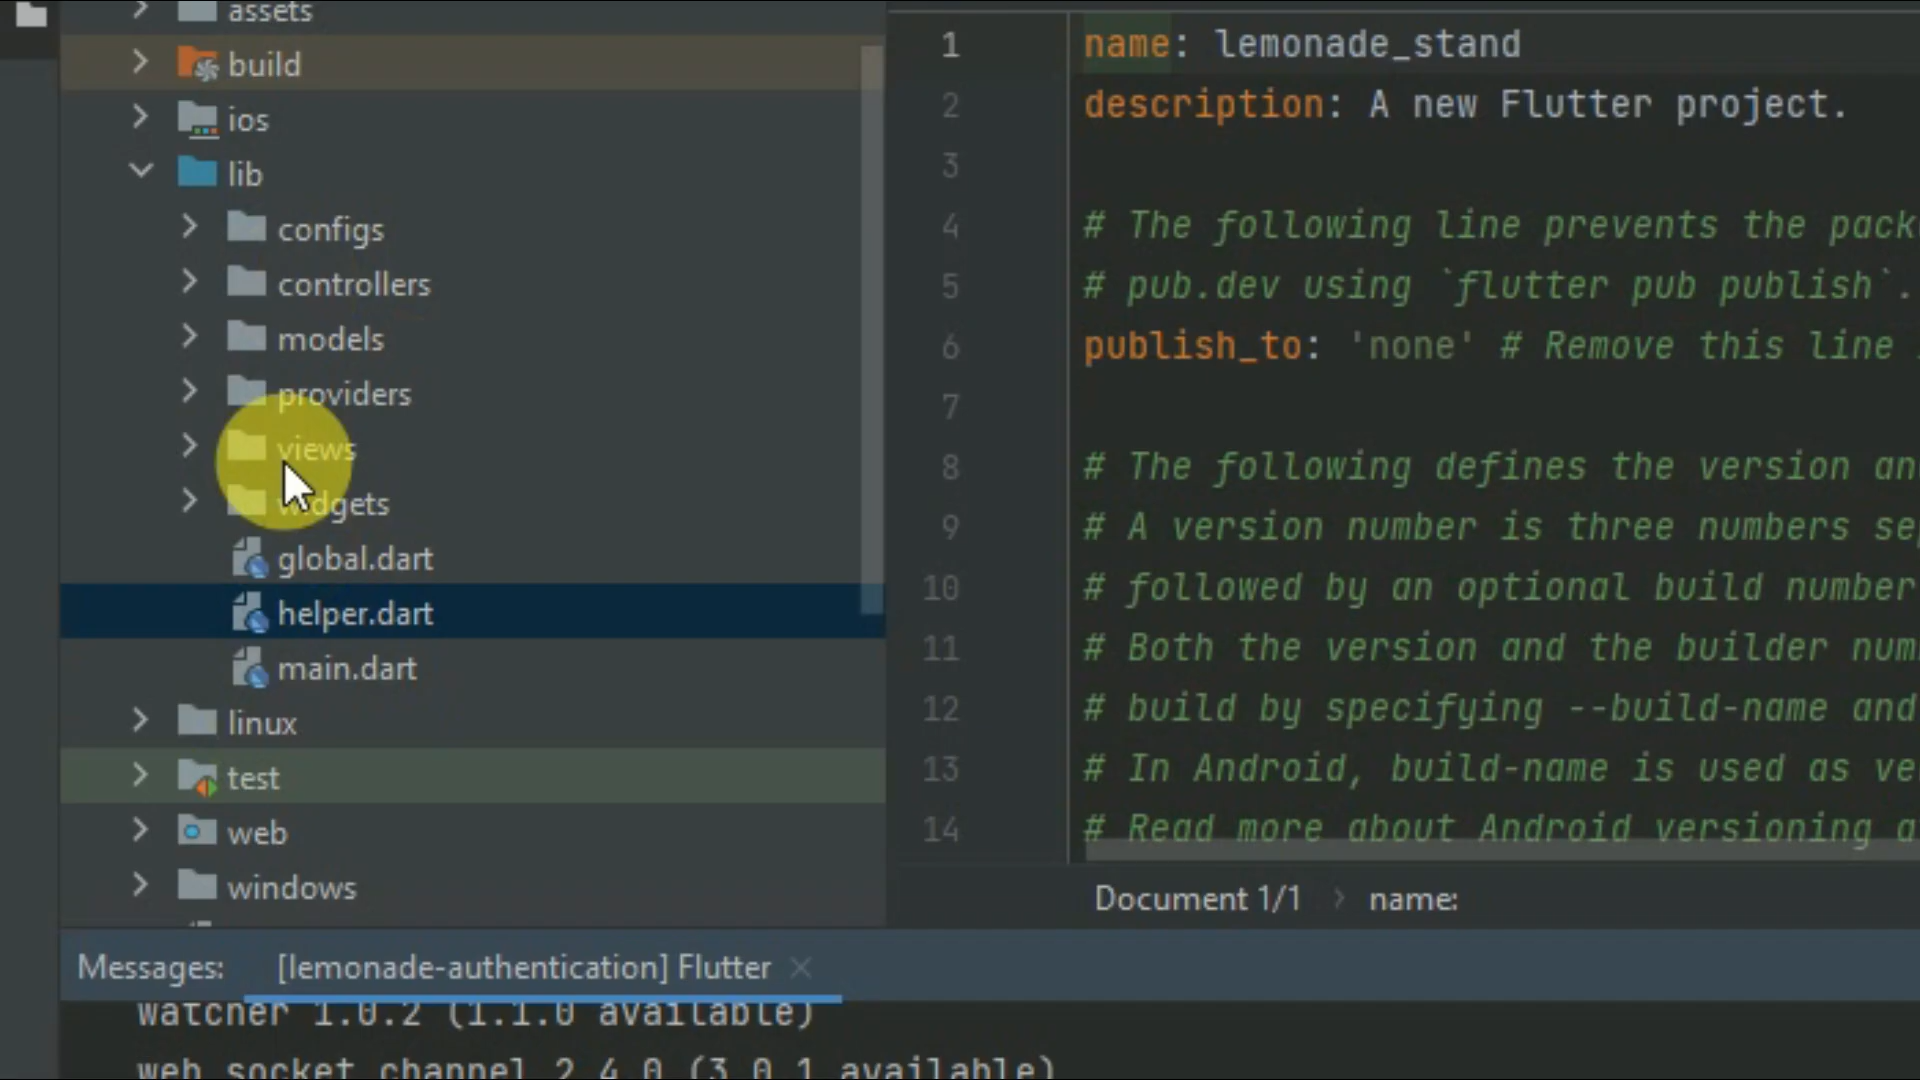 assets
build
ios
lib
configs
controllers
models
providers
views
widgets
global.dart
helper.dart
main.dart
linux
test
web
windows
1 name: lemonade_stand
2 description: A new Flutter project.
3
4 # The following line prevents the pack
5 # pub.dev using `flutter pub publish`.
6 publish_to: 'none' # Remove this line
7
8 # The following defines the version an
9 # A version number is three numbers se
10 # followed by an optional build number
11 # Both the version and the builder num
12 # build by specifying --build-name and
13 # In Android, build-name is used as ve
14 # Read more about Android versioning a
Document 1/1 › name:
Messages: [lemonade-authentication] Flutter ×
watcher 1.0.2 (1.1.0 available)
web_socket_channel 2.4.0 (3.0.1 available)